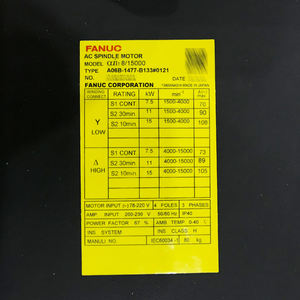 FANUC
AC SPINDLE MOTOR
MODEL αiIT 8/15000
TYPE A06B-1477-B133#0121
NO. DATE
FANUC CORPORATION MADE IN JAPAN
WINDING CONNECT RATING kW min⁻¹
S1 CONT 7.5 1500-4000 70
Y S2 30min 11 1500-4000 90
LOW S2 10min 15 1500-4000 108
S1 CONT 7.5 4000-15000 73
Δ S2 30min 11 4000-15000 89
HIGH S2 10min 15 4000-15000 105
MOTOR INPUT (~) 78-220 V 4 POLES 3 PHASES
AMP INPUT 200-230 V 50/60 Hz IP40
POWER FACTOR 67 % AMB. TEMP. 0-40 C
INS SYSTEM INS CLASS H
MANULI NO. IEC60034-1 80 kg